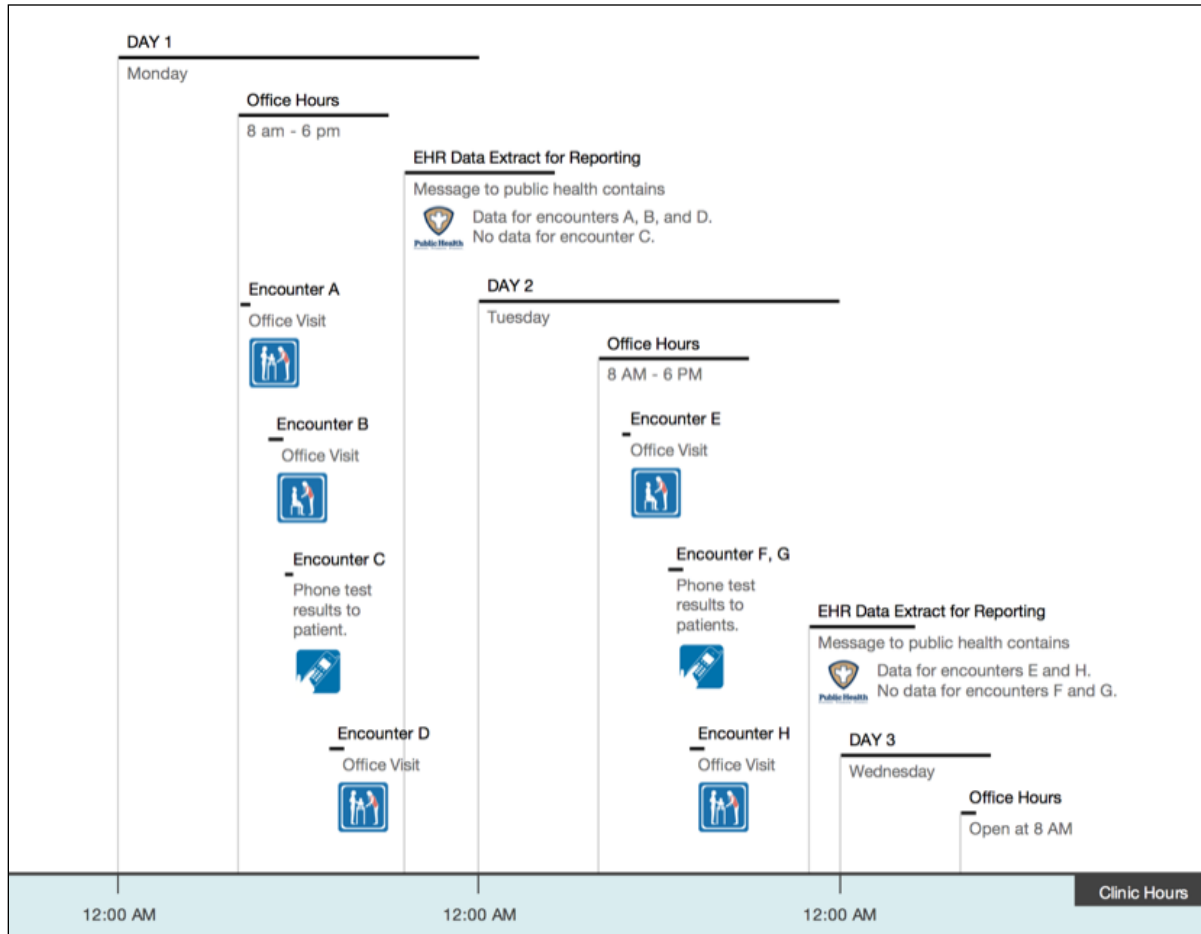 DAY 1
Monday
Office Hours
8 am - 6 pm
EHR Data Extract for Reporting
Message to public health contains
Data for encounters A, B, and D.
No data for encounter C.
Public Health
Encounter A
Office Visit
Encounter B
Office Visit
Encounter C
Phone test
results to
patient.
Encounter D
Office Visit
DAY 2
Tuesday
Office Hours
8 AM - 6 PM
Encounter E
Office Visit
Encounter F, G
Phone test
results to
patients.
Encounter H
Office Visit
EHR Data Extract for Reporting
Message to public health contains
Data for encounters E and H.
No data for encounters F and G.
Public Health
DAY 3
Wednesday
Office Hours
Open at 8 AM
Clinic Hours
12:00 AM
12:00 AM
12:00 AM